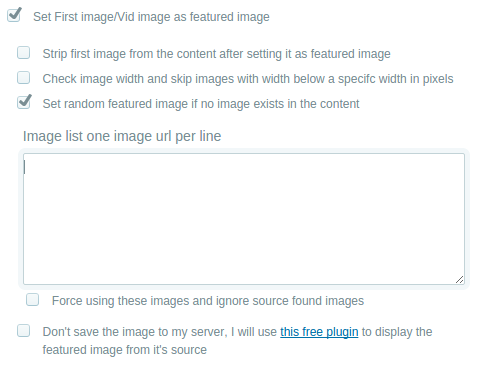 Set First image/Vid image as featured image
Strip first image from the content after setting it as featured image
Check image width and skip images with width below a specifc width in pixels
Set random featured image if no image exists in the content
Image list one image url per line
Force using these images and ignore source found images
Don't save the image to my server, I will use this free plugin to display the
featured image from it's source